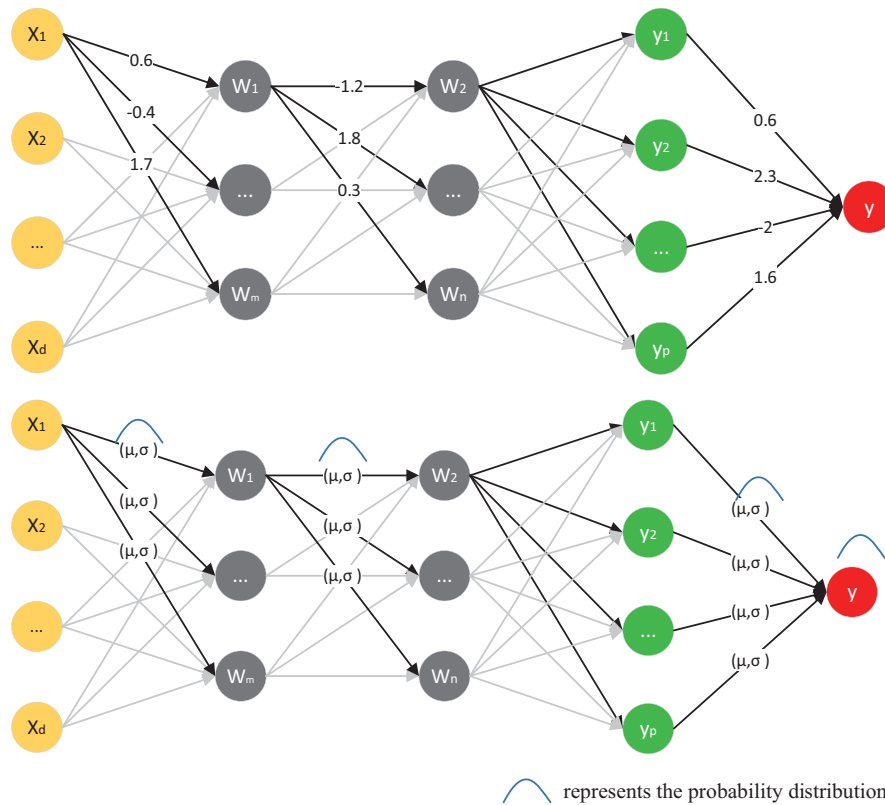 X1
0.6
-0.4
1.7
X2
...
Xd
W1
-1.2
1.8
0.3
...
Wm
W2
...
Wn
y1
y2
...
yp
0.6
2.3
-2
1.6
y
X1
(μ,σ )
(μ,σ )
(μ,σ )
X2
...
Xd
W1
(μ,σ )
(μ,σ )
(μ,σ )
...
Wm
W2
...
Wn
y1
y2
...
yp
(μ,σ )
(μ,σ )
(μ,σ )
(μ,σ )
y
represents the probability distribution